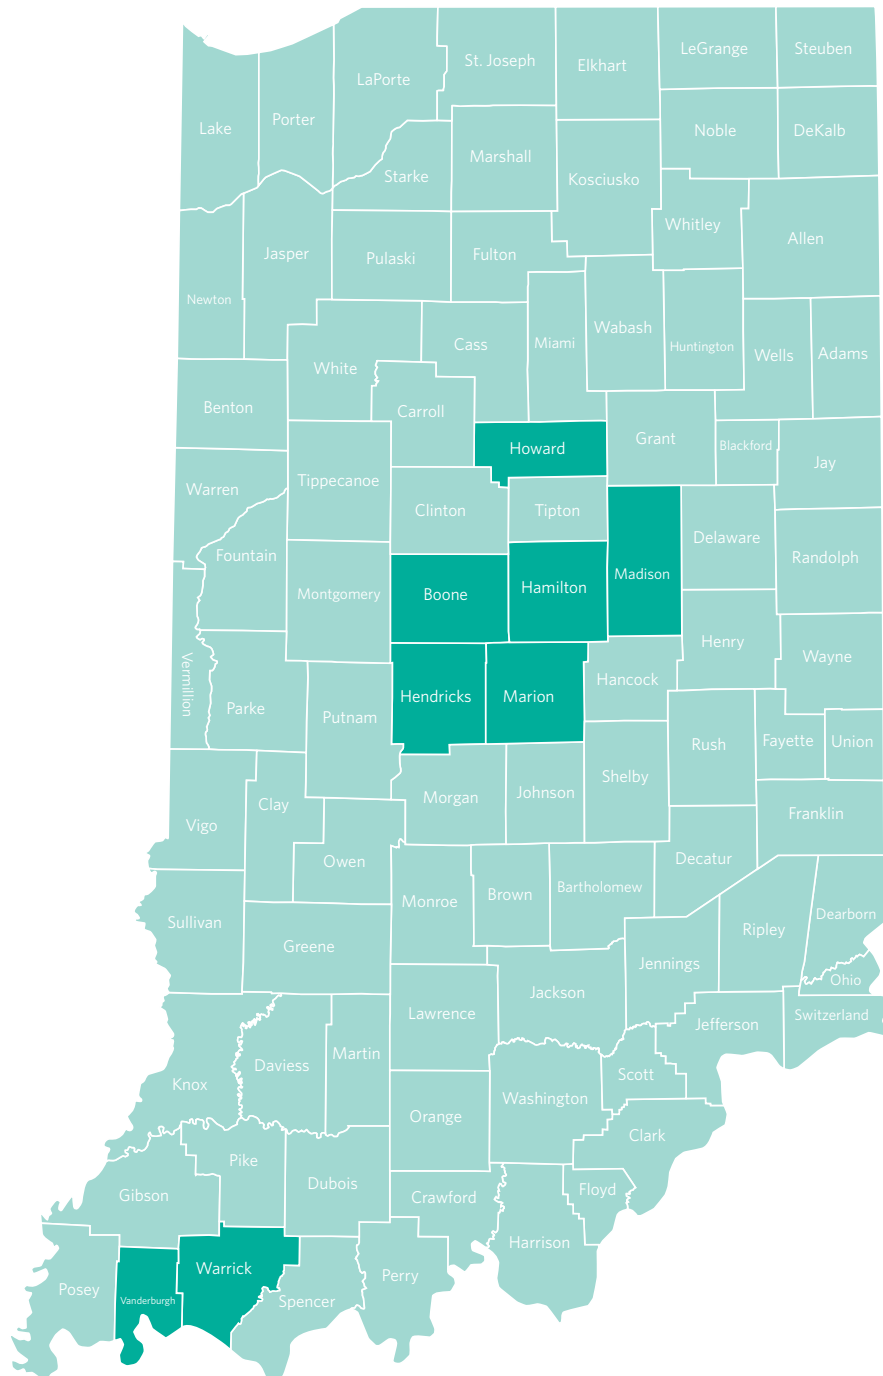 LeGrange
Steuben
St. Joseph
Elkhart
LaPorte
Porter
Lake
Noble
DeKalb
Marshall
Starke
Kosciusko
Whitley
Allen
Jasper
Pulaski
Fulton
Newton
Wabash
Miami
Huntington
Cass
White
Wells
Adams
Benton
Carroll
Howard
Grant
Blackford
Jay
Warren
Tippecanoe
Clinton
Tipton
Delaware
Randolph
Fountain
Montgomery
Boone
Hamilton
Madison
Henry
Wayne
Vermillion
Parke
Putnam
Hendricks
Marion
Hancock
Rush
Fayette
Union
Clay
Vigo
Morgan
Johnson
Shelby
Franklin
Owen
Decatur
Monroe
Brown
Bartholomew
Sullivan
Greene
Ripley
Dearborn
Jennings
Ohio
Jackson
Lawrence
Jefferson
Switzerland
Martin
Daviess
Knox
Scott
Washington
Orange
Clark
Pike
Gibson
Dubois
Crawford
Floyd
Harrison
Warrick
Perry
Posey
Vanderburgh
Spencer